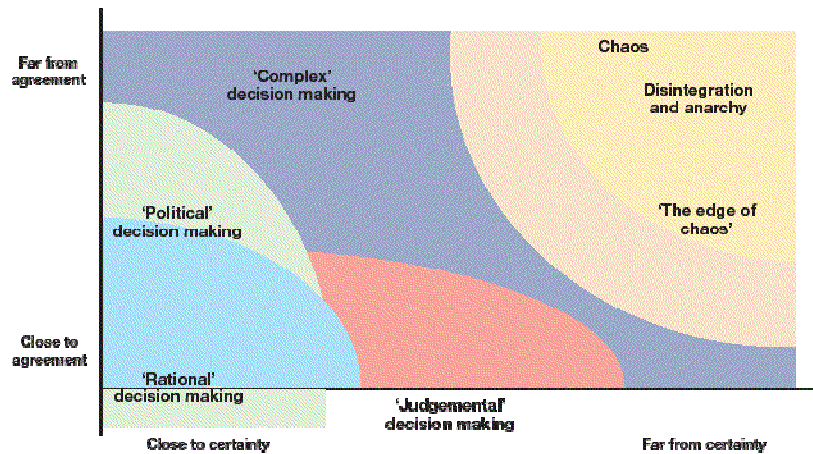 Chaos
Far from
agreement
'Complex'
decision making
Disintegration
and anarchy
'Political'
decision making
'The edge of
chaos'
Close to
agreement
'Rational'
decision making
'Judgemental'
decision making
Close to certainty
Far from certainty